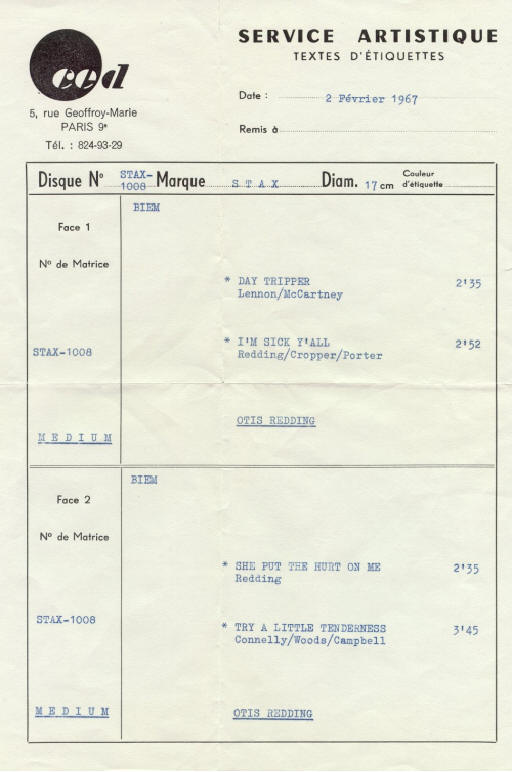 ced
5, rue Geoffroy-Marie
PARIS 9e
Tél. : 824-93-29
SERVICE ARTISTIQUE
TEXTES D'ÉTIQUETTES
Date : 2 Février 1967
Remis à
Disque No STAX-1008 Marque STAX Diam. 17 cm Couleur d'étiquette
BIEM
Face 1
No de Matrice
* DAY TRIPPER 2'35
Lennon/McCartney
* I'M SICK Y'ALL 2'52
STAX-1008 Redding/Cropper/Porter
OTIS REDDING
MEDIUM
BIEM
Face 2
No de Matrice
* SHE PUT THE HURT ON ME 2'35
Redding
STAX-1008
* TRY A LITTLE TENDERNESS 3'45
Connelly/Woods/Campbell
MEDIUM OTIS REDDING